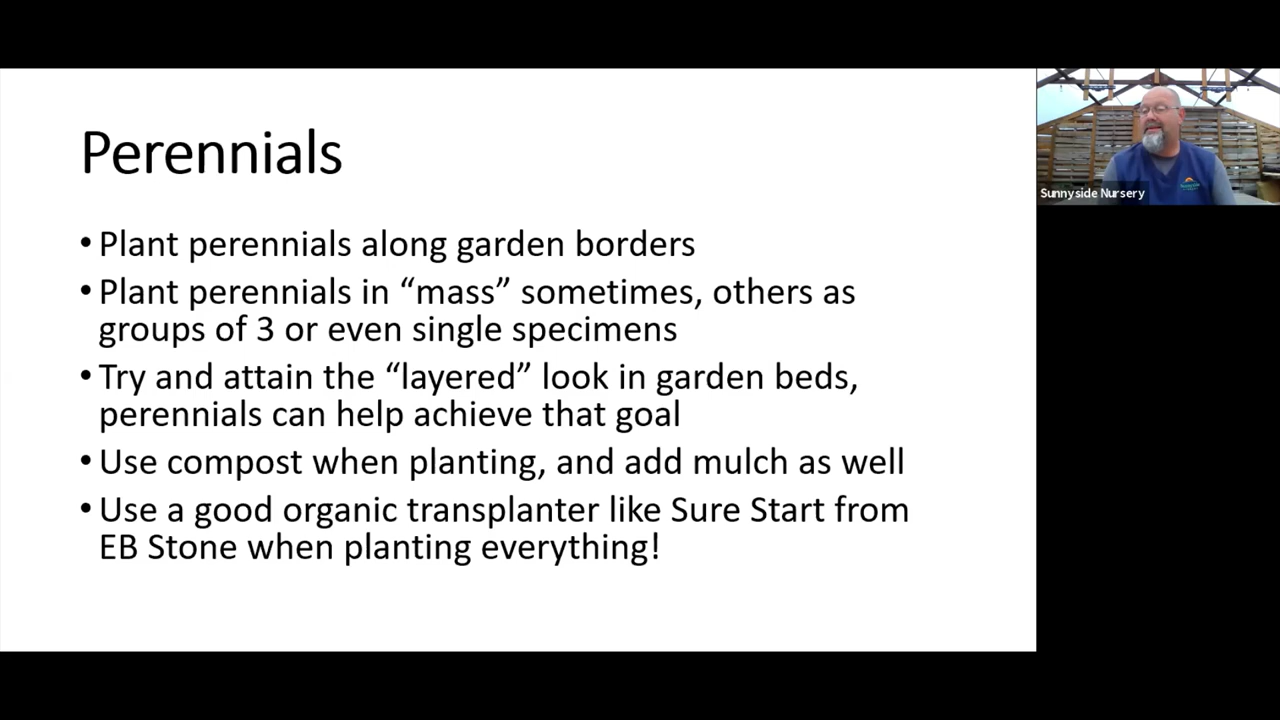 Perennials
• Plant perennials along garden borders
• Plant perennials in “mass” sometimes, others as
groups of 3 or even single specimens
• Try and attain the “layered” look in garden beds,
perennials can help achieve that goal
• Use compost when planting, and add mulch as well
• Use a good organic transplanter like Sure Start from
EB Stone when planting everything!
Sunnyside Nursery